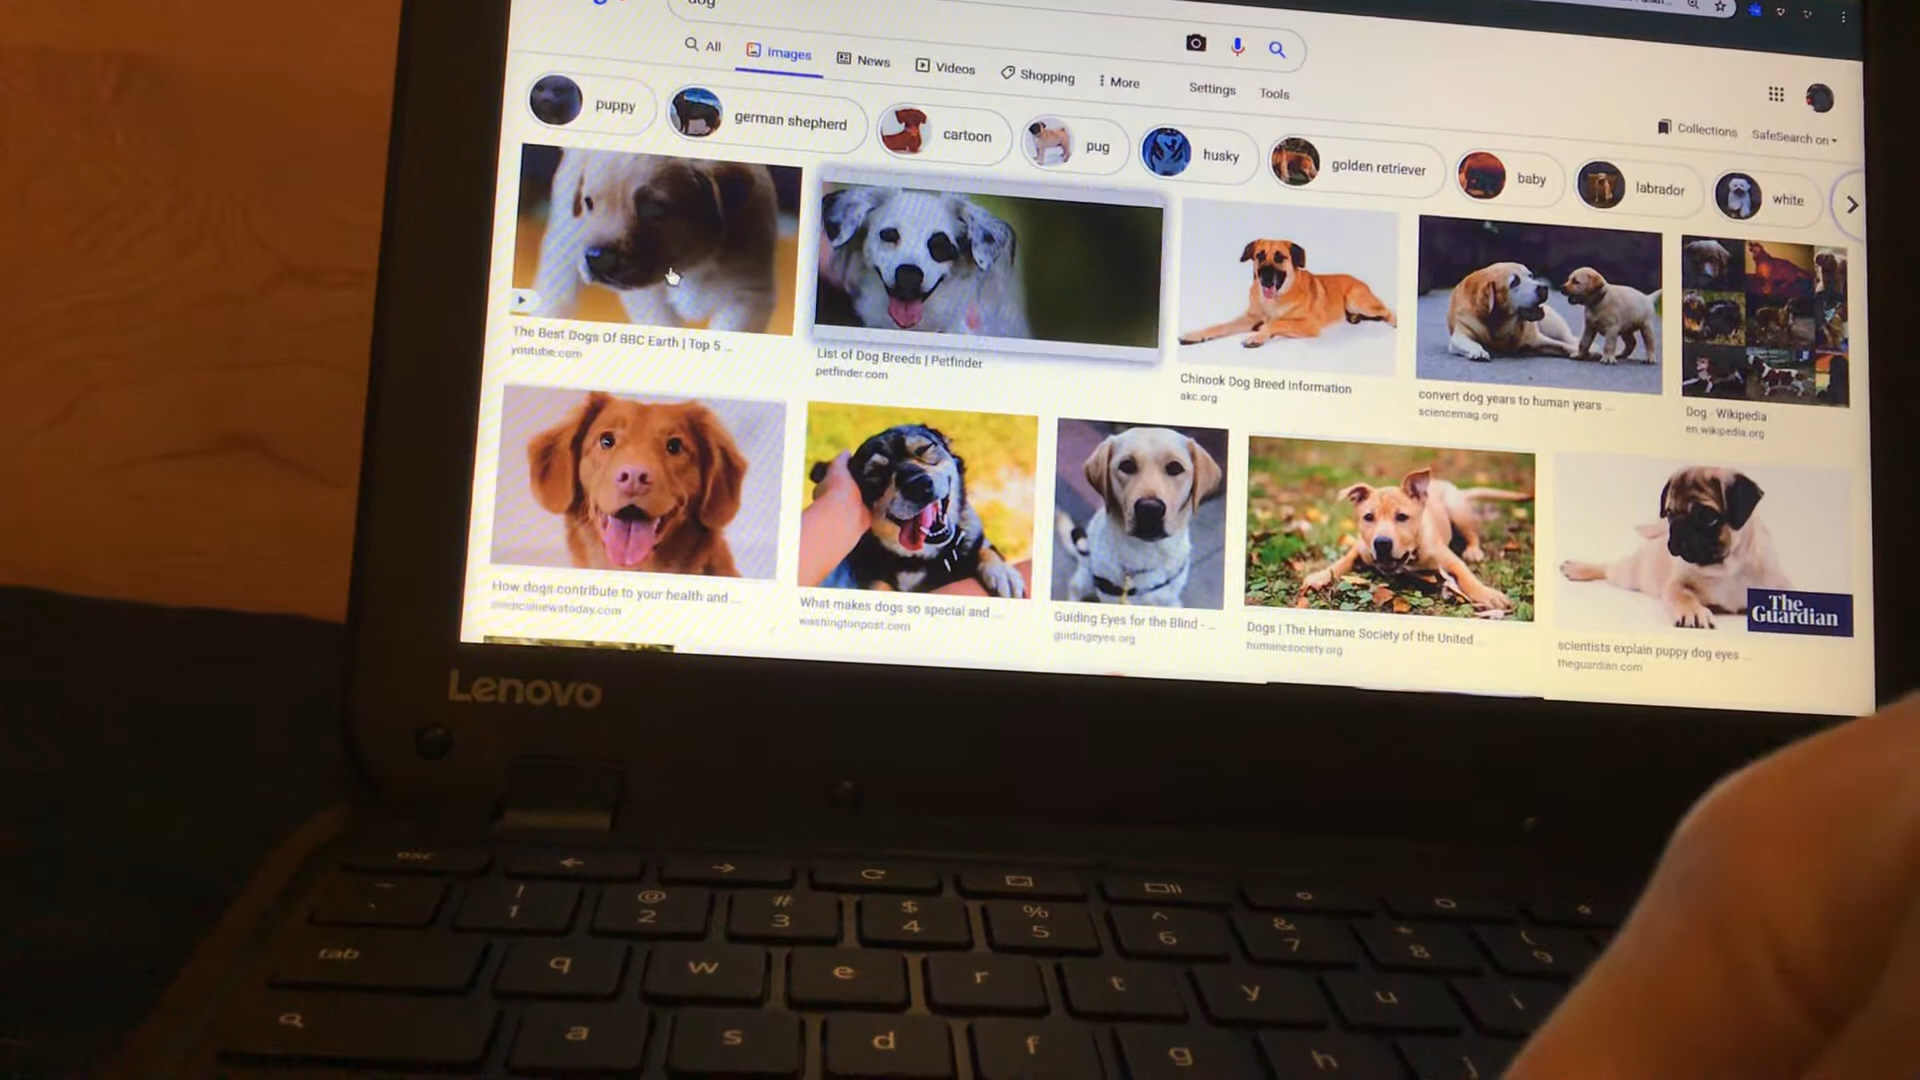 dog
All Images News Videos Shopping More Settings Tools
Collections SafeSearch on
puppy german shepherd cartoon pug husky golden retriever baby labrador white
The Best Dogs Of BBC Earth | Top 5 ...
youtube.com
List of Dog Breeds | Petfinder
petfinder.com
Chinook Dog Breed Information
akc.org
convert dog years to human years ...
sciencemag.org
Dog - Wikipedia
en.wikipedia.org
How dogs contribute to your health and ...
medicalnewstoday.com
What makes dogs so special and ...
washingtonpost.com
Guiding Eyes for the Blind - ...
guidingeyes.org
Dogs | The Humane Society of the United ...
humanesociety.org
The
Guardian
scientists explain puppy dog eyes ...
theguardian.com
Lenovo
esc
~ ! @ # $ % ^ & * (
` 1 2 3 4 5 6 7 8 9
tab q w e r t y u i
a s d f g h j